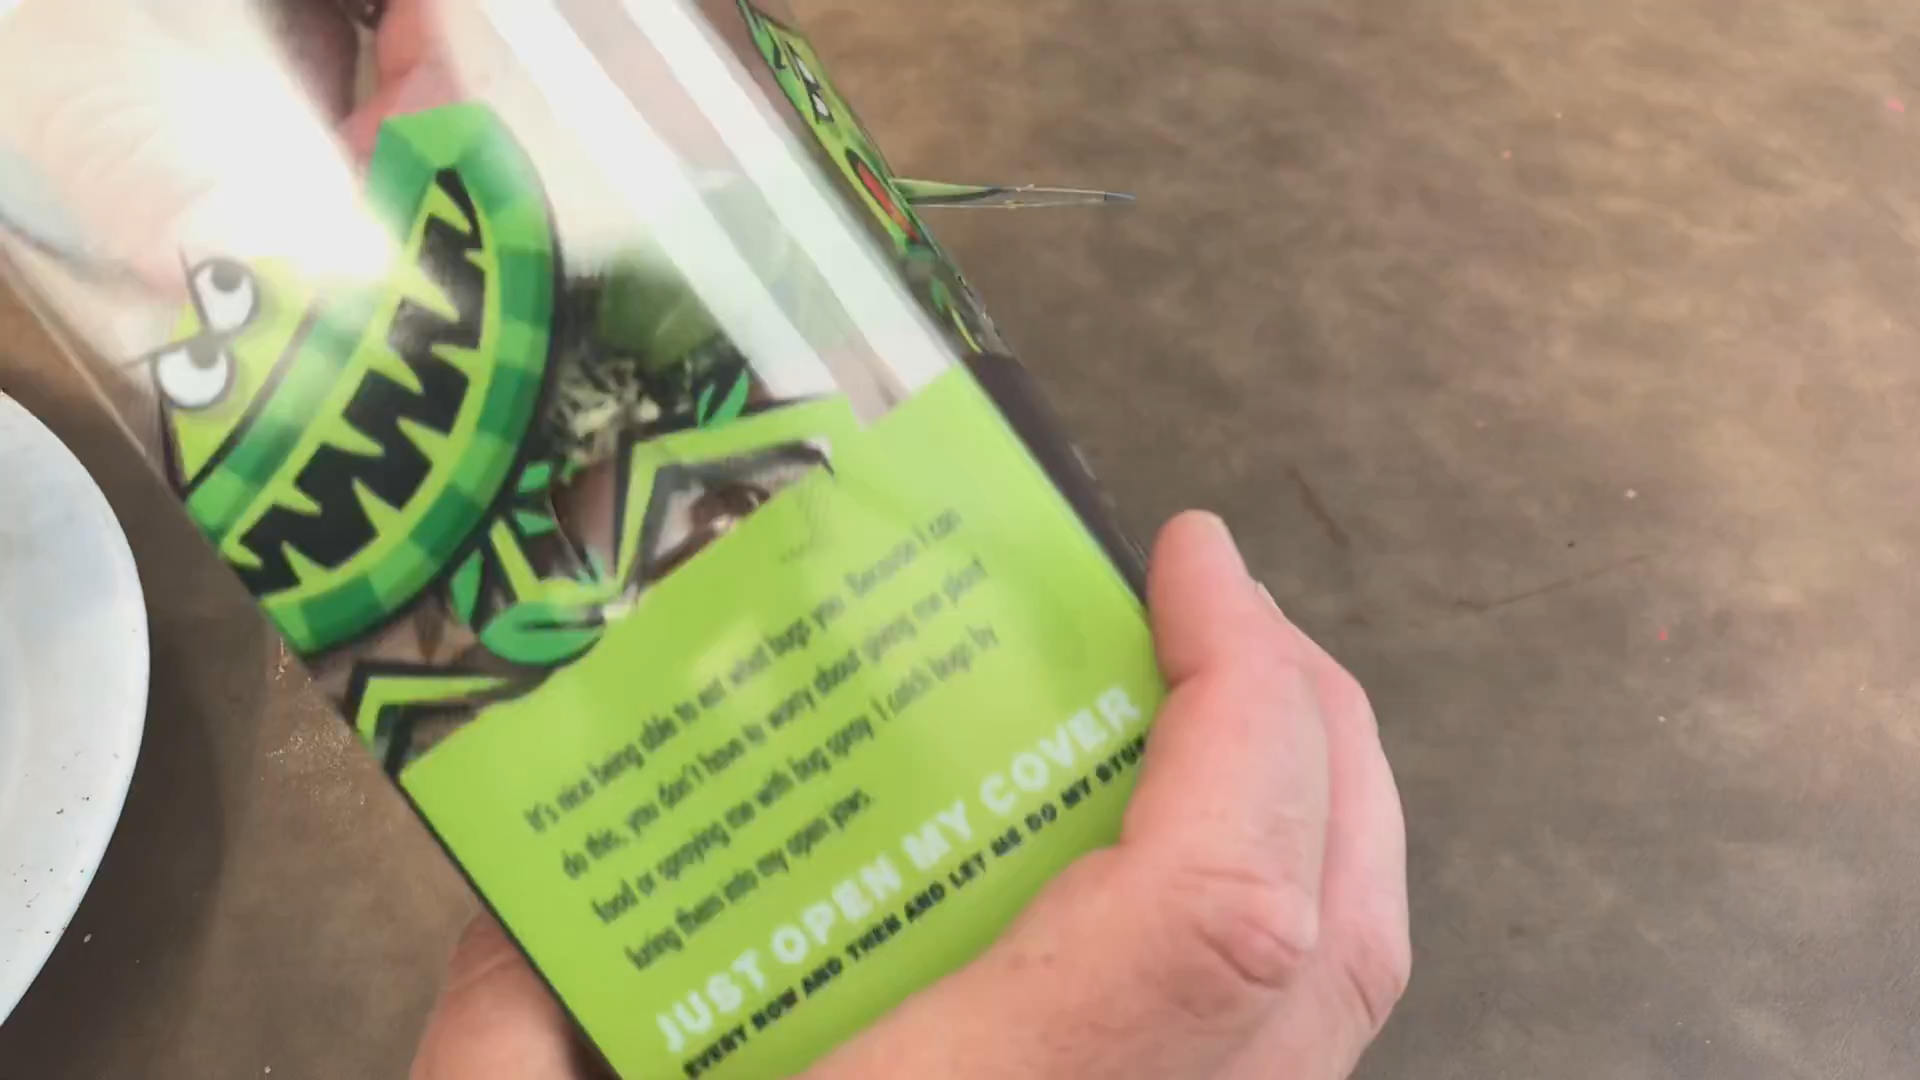 It's nice being able to eat what bugs you. Because I can
do this, you don't have to worry about giving me plant
food or spraying me with bug spray. I catch bugs by
luring them into my open jaws.
JUST OPEN MY COVER
EVERY NOW AND THEN AND LET ME DO MY